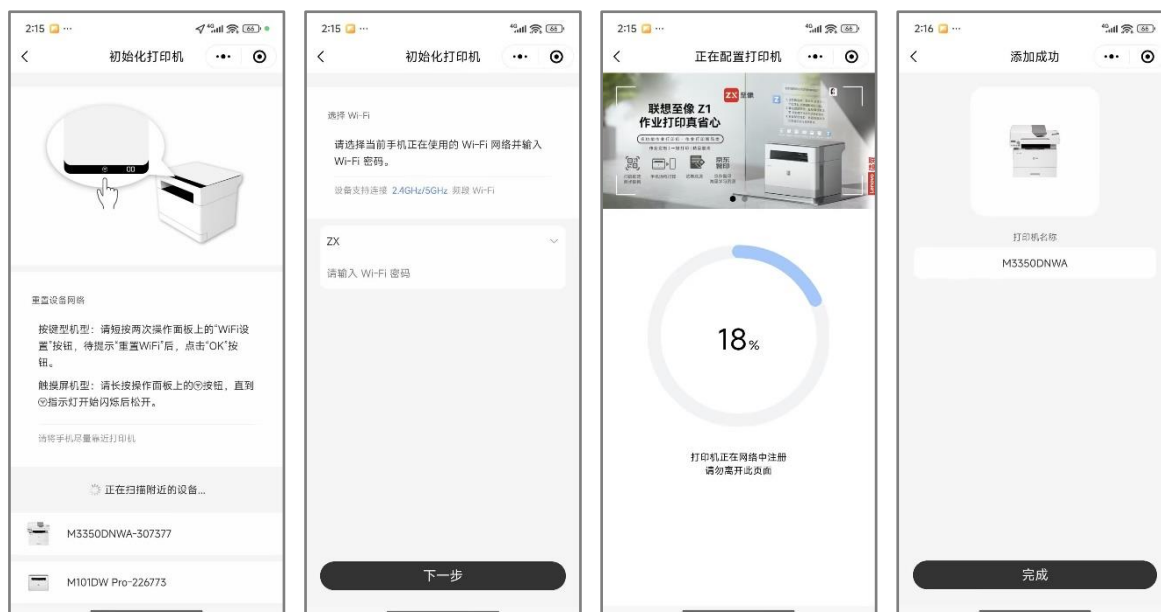 2:15
初始化打印机
00
重置设备网络
按键型机型：请短按两次操作面板上的“WiFi设
置”按钮，待提示“重置WiFi”后，点击“OK”按
钮。
触摸屏机型：请长按操作面板上的按钮，直到
指示灯开始闪烁后松开。
请将手机尽量靠近打印机
正在扫描附近的设备...
M3350DNWA-307377
M101DW Pro-226773
2:15
初始化打印机
选择 Wi-Fi
请选择当前手机正在使用的 Wi-Fi 网络并输入
Wi-Fi 密码。
设备支持连接 2.4GHz/5GHz 频段 Wi-Fi
ZX
请输入 Wi-Fi 密码
下一步
2:15
正在配置打印机
ZX 至像
联想至像 Z1
作业打印真省心
18%
打印机正在网络中注册
请勿离开此页面
2:16
添加成功
打印机名称
M3350DNWA
完成